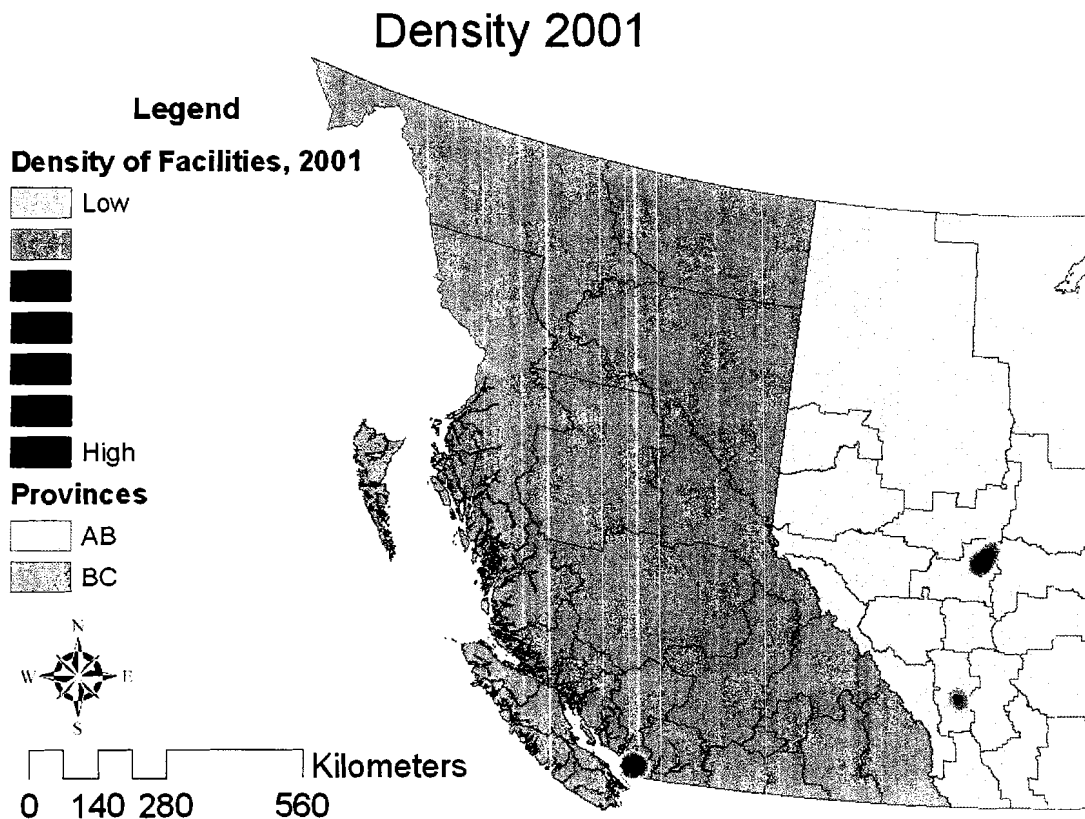 Density 2001
Legend
Density of Facilities, 2001
Low
High
Provinces
AB
BC
N
W E
S
Kilometers
0 140 280 560